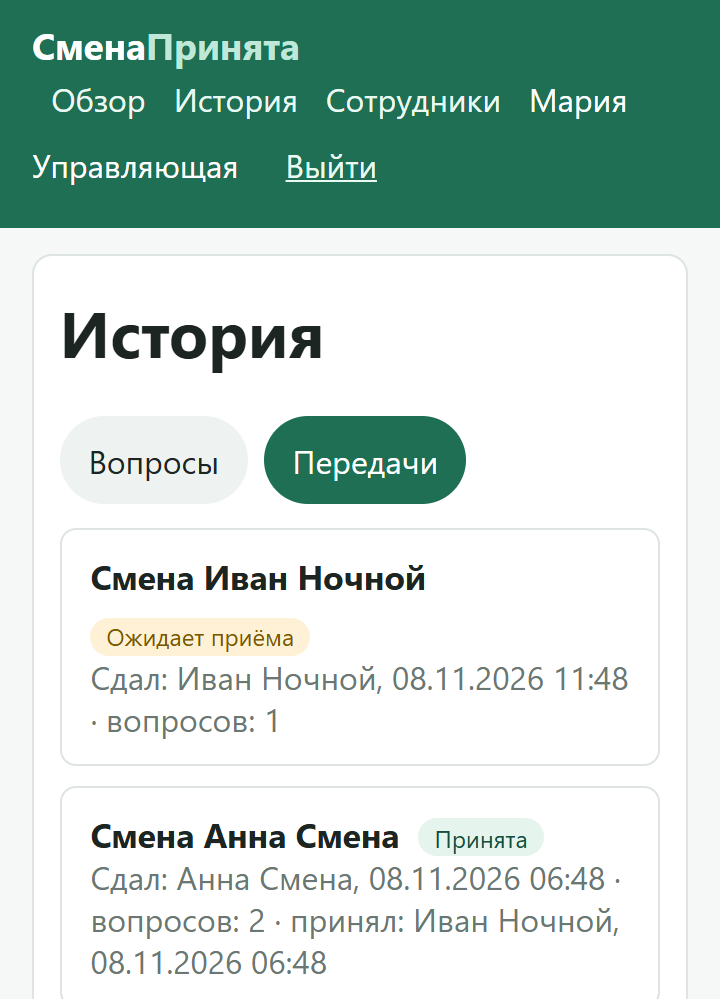 СменаПринята
Обзор История Сотрудники Мария
Управляющая Выйти
История
Вопросы Передачи
Смена Иван Ночной
Ожидает приёма
Сдал: Иван Ночной, 08.11.2026 11:48
· вопросов: 1
Смена Анна Смена Принята
Сдал: Анна Смена, 08.11.2026 06:48 ·
вопросов: 2 · принял: Иван Ночной,
08.11.2026 06:48